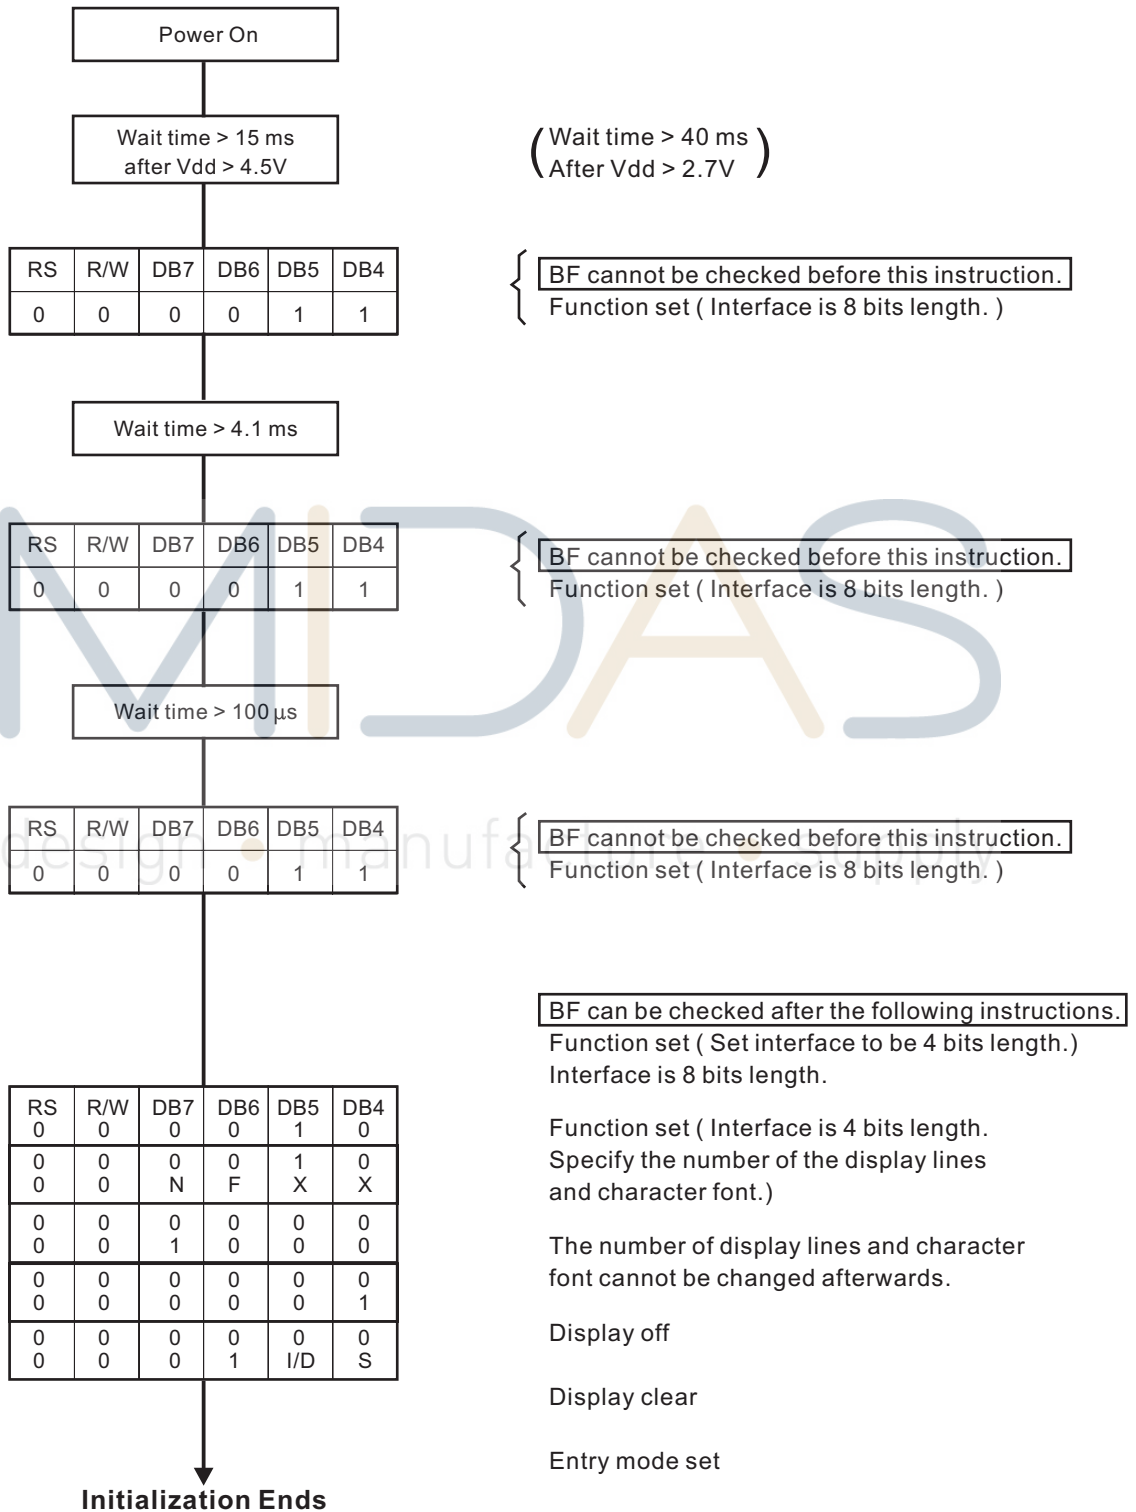 Power On
Wait time > 15 ms
after Vdd > 4.5V
(Wait time > 40 ms
After Vdd > 2.7V)
RS R/W DB7 DB6 DB5 DB4
0 0 0 0 1 1
BF cannot be checked before this instruction.
Function set ( Interface is 8 bits length. )
Wait time > 4.1 ms
RS R/W DB7 DB6 DB5 DB4
0 0 0 0 1 1
BF cannot be checked before this instruction.
Function set ( Interface is 8 bits length. )
MIDAS
Wait time > 100 µs
RS R/W DB7 DB6 DB5 DB4
0 0 0 0 1 1
BF cannot be checked before this instruction.
Function set ( Interface is 8 bits length. )
design • manufacture • supply
BF can be checked after the following instructions.
Function set ( Set interface to be 4 bits length.)
Interface is 8 bits length.
RS R/W DB7 DB6 DB5 DB4
0 0 0 0 1 0
0 0 0 0 1 0
0 0 N F X X
0 0 0 0 0 0
0 0 1 0 0 0
0 0 0 0 0 0
0 0 0 0 0 1
0 0 0 0 0 0
0 0 0 1 I/D S
Function set ( Interface is 4 bits length.
Specify the number of the display lines
and character font.)
The number of display lines and character
font cannot be changed afterwards.
Display off
Display clear
Entry mode set
Initialization Ends